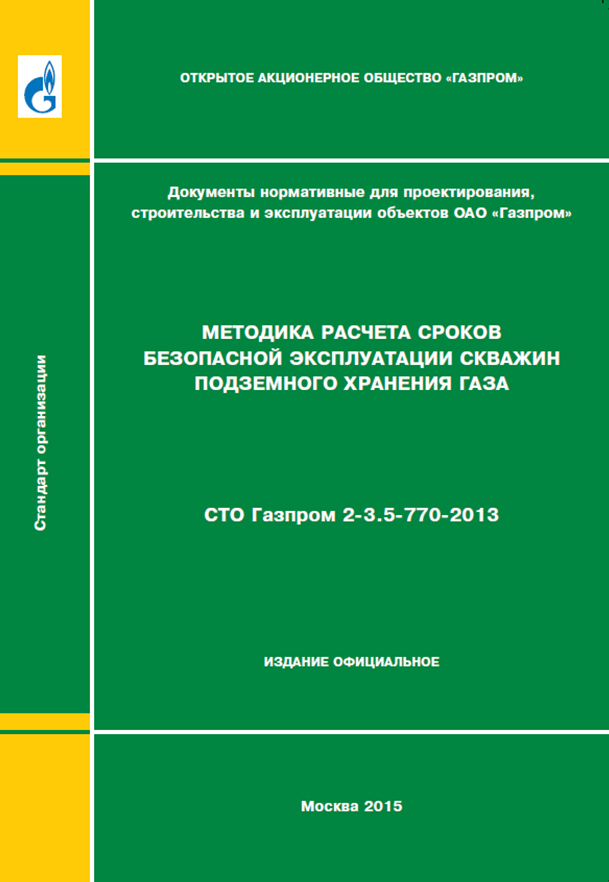 ОТКРЫТОЕ АКЦИОНЕРНОЕ ОБЩЕСТВО «ГАЗПРОМ»
Документы нормативные для проектирования,
строительства и эксплуатации объектов ОАО «Газпром»
МЕТОДИКА РАСЧЕТА СРОКОВ
БЕЗОПАСНОЙ ЭКСПЛУАТАЦИИ СКВАЖИН
ПОДЗЕМНОГО ХРАНЕНИЯ ГАЗА
Стандарт организации
СТО Газпром 2-3.5-770-2013
ИЗДАНИЕ ОФИЦИАЛЬНОЕ
Москва 2015